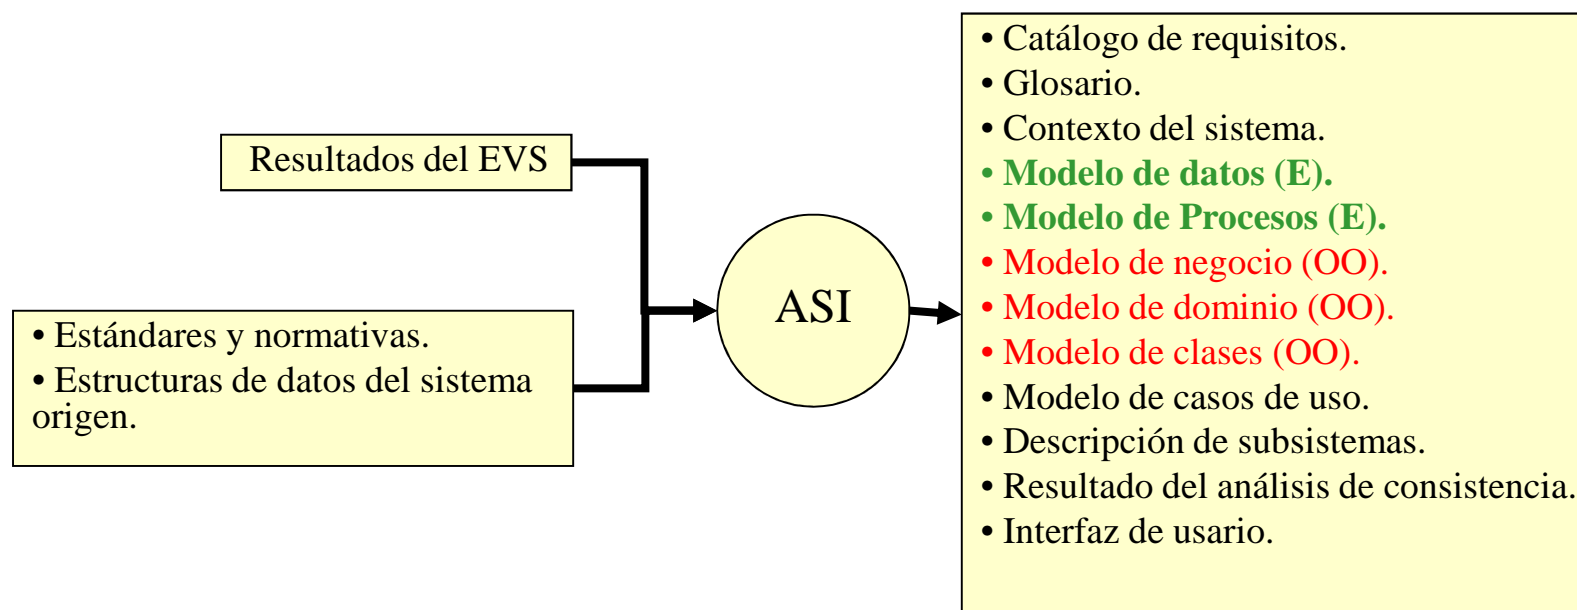 Resultados del EVS
• Estándares y normativas.
• Estructuras de datos del sistema
origen.
ASI
• Catálogo de requisitos.
• Glosario.
• Contexto del sistema.
• Modelo de datos (E).
• Modelo de Procesos (E).
• Modelo de negocio (OO).
• Modelo de dominio (OO).
• Modelo de clases (OO).
• Modelo de casos de uso.
• Descripción de subsistemas.
• Resultado del análisis de consistencia.
• Interfaz de usario.